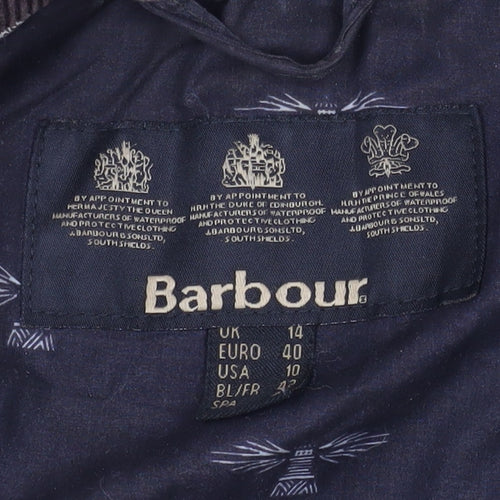 BY APPOINTMENT TO
HER MAJESTY THE QUEEN
MANUFACTURERS OF WATERPROOF
AND PROTECTIVE CLOTHING
J.BARBOUR & SONS LTD,
SOUTH SHIELDS.
BY APPOINTMENT TO
H.R.H. THE DUKE OF EDINBURGH,
MANUFACTURERS OF WATERPROOF
AND PROTECTIVE CLOTHING
J.BARBOUR & SONS LTD,
SOUTH SHIELDS.
BY APPOINTMENT TO
H.R.H. THE PRINCE OF WALES
MANUFACTURERS OF WATERPROOF
AND PROTECTIVE CLOTHING
J.BARBOUR & SONS LTD,
SOUTH SHIELDS.
Barbour
UK 14
EURO 40
USA 10
BL/FR 42
SPA